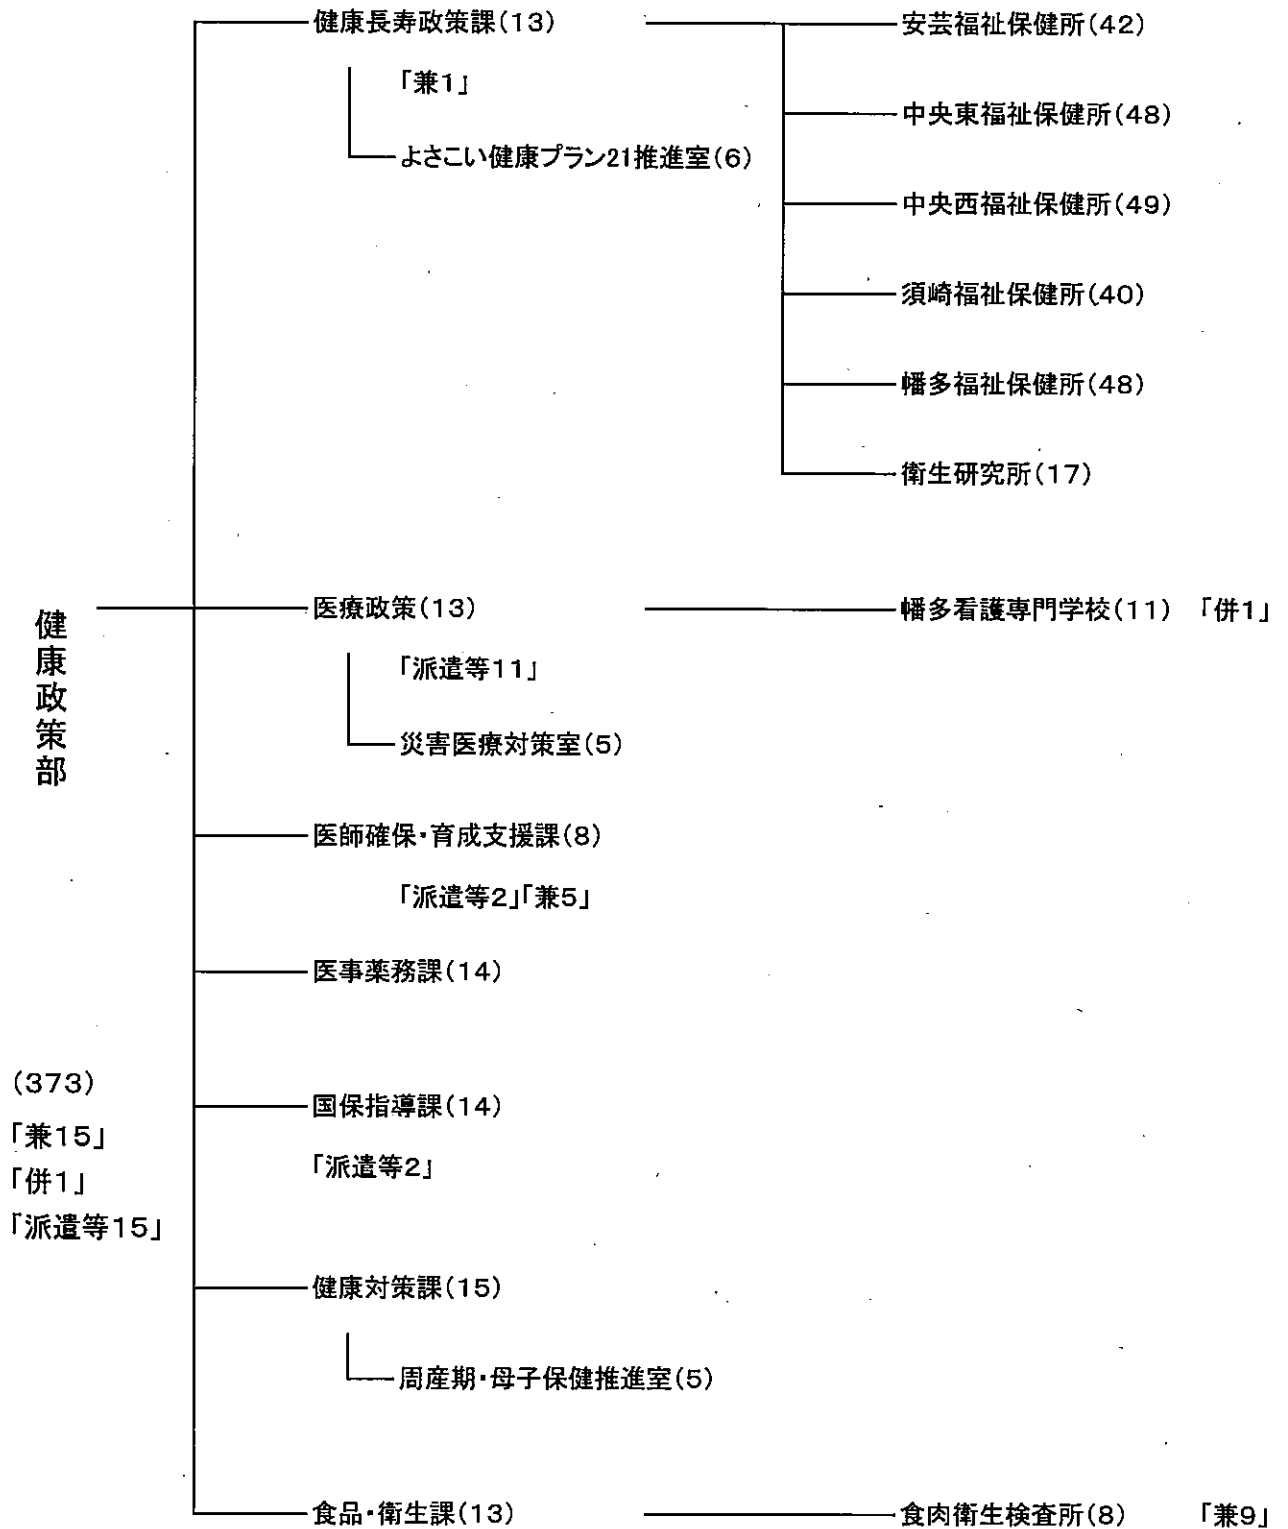 健康長寿政策課(13) 安芸福祉保健所(42)
「兼1」
中央東福祉保健所(48)
よさこい健康プラン21推進室(6)
中央西福祉保健所(49)
須崎福祉保健所(40)
幡多福祉保健所(48)
衛生研究所(17)
健康政策部
医療政策(13) 幡多看護専門学校(11) 「併1」
「派遣等11」
災害医療対策室(5)
医師確保・育成支援課(8)
「派遣等2」「兼5」
医事薬務課(14)
(373)
「兼15」
「併1」
「派遣等15」
国保指導課(14)
「派遣等2」
健康対策課(15)
周産期・母子保健推進室(5)
食品・衛生課(13) 食肉衛生検査所(8) 「兼9」